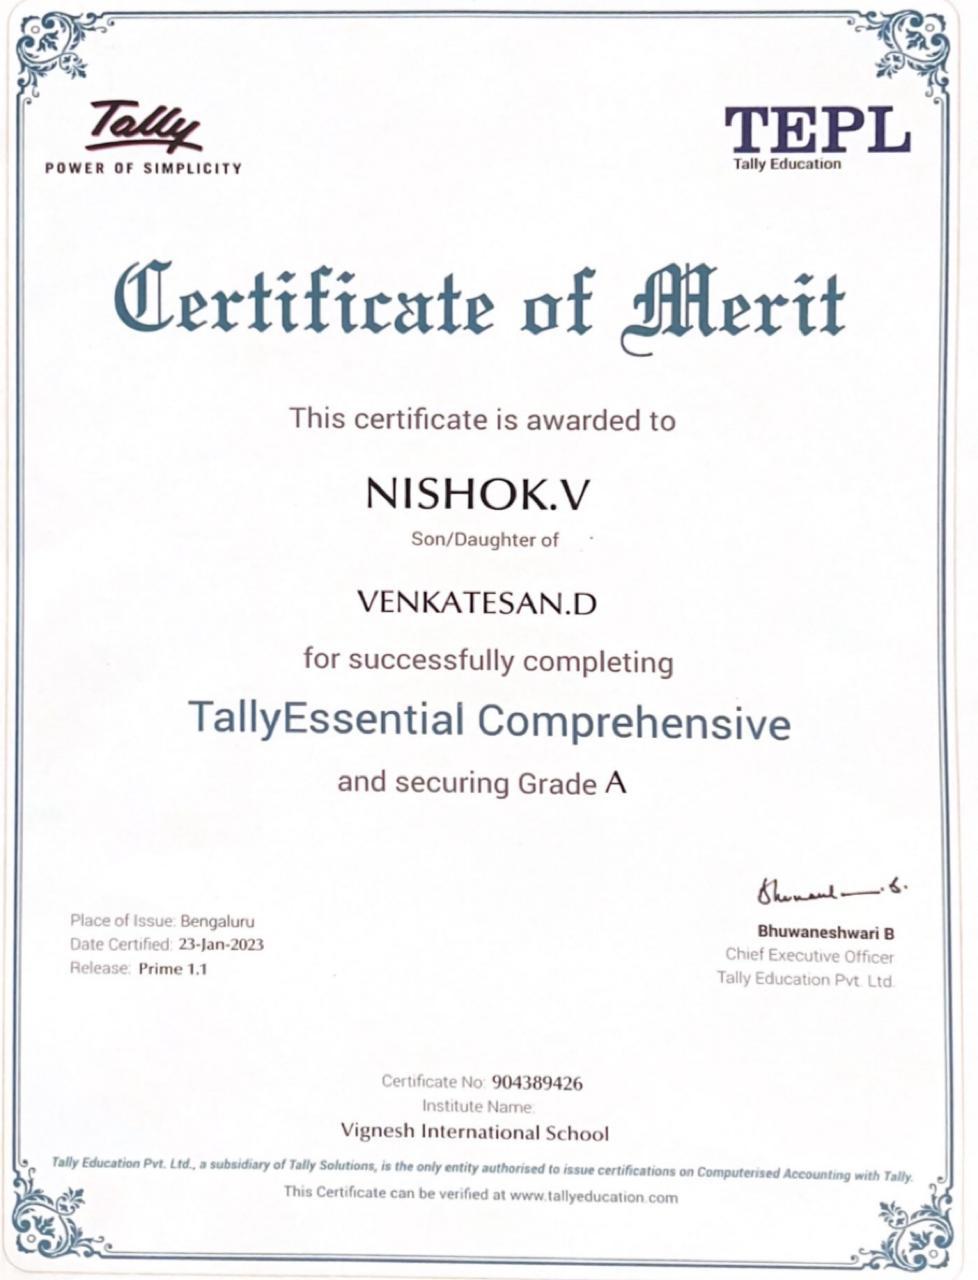 Tally
POWER OF SIMPLICITY
TEPL
Tally Education
Certificate of Merit
This certificate is awarded to
NISHOK.V
Son/Daughter of
VENKATESAN.D
for successfully completing
TallyEssential Comprehensive
and securing Grade A
Place of Issue: Bengaluru
Date Certified: 23-Jan-2023
Release: Prime 1.1
Bhuwaneshwari B
Chief Executive Officer
Tally Education Pvt. Ltd.
Certificate No: 904389426
Institute Name:
Vignesh International School
Tally Education Pvt. Ltd., a subsidiary of Tally Solutions, is the only entity authorised to issue certifications on Computerised Accounting with Tally.
This Certificate can be verified at www.tallyeducation.com